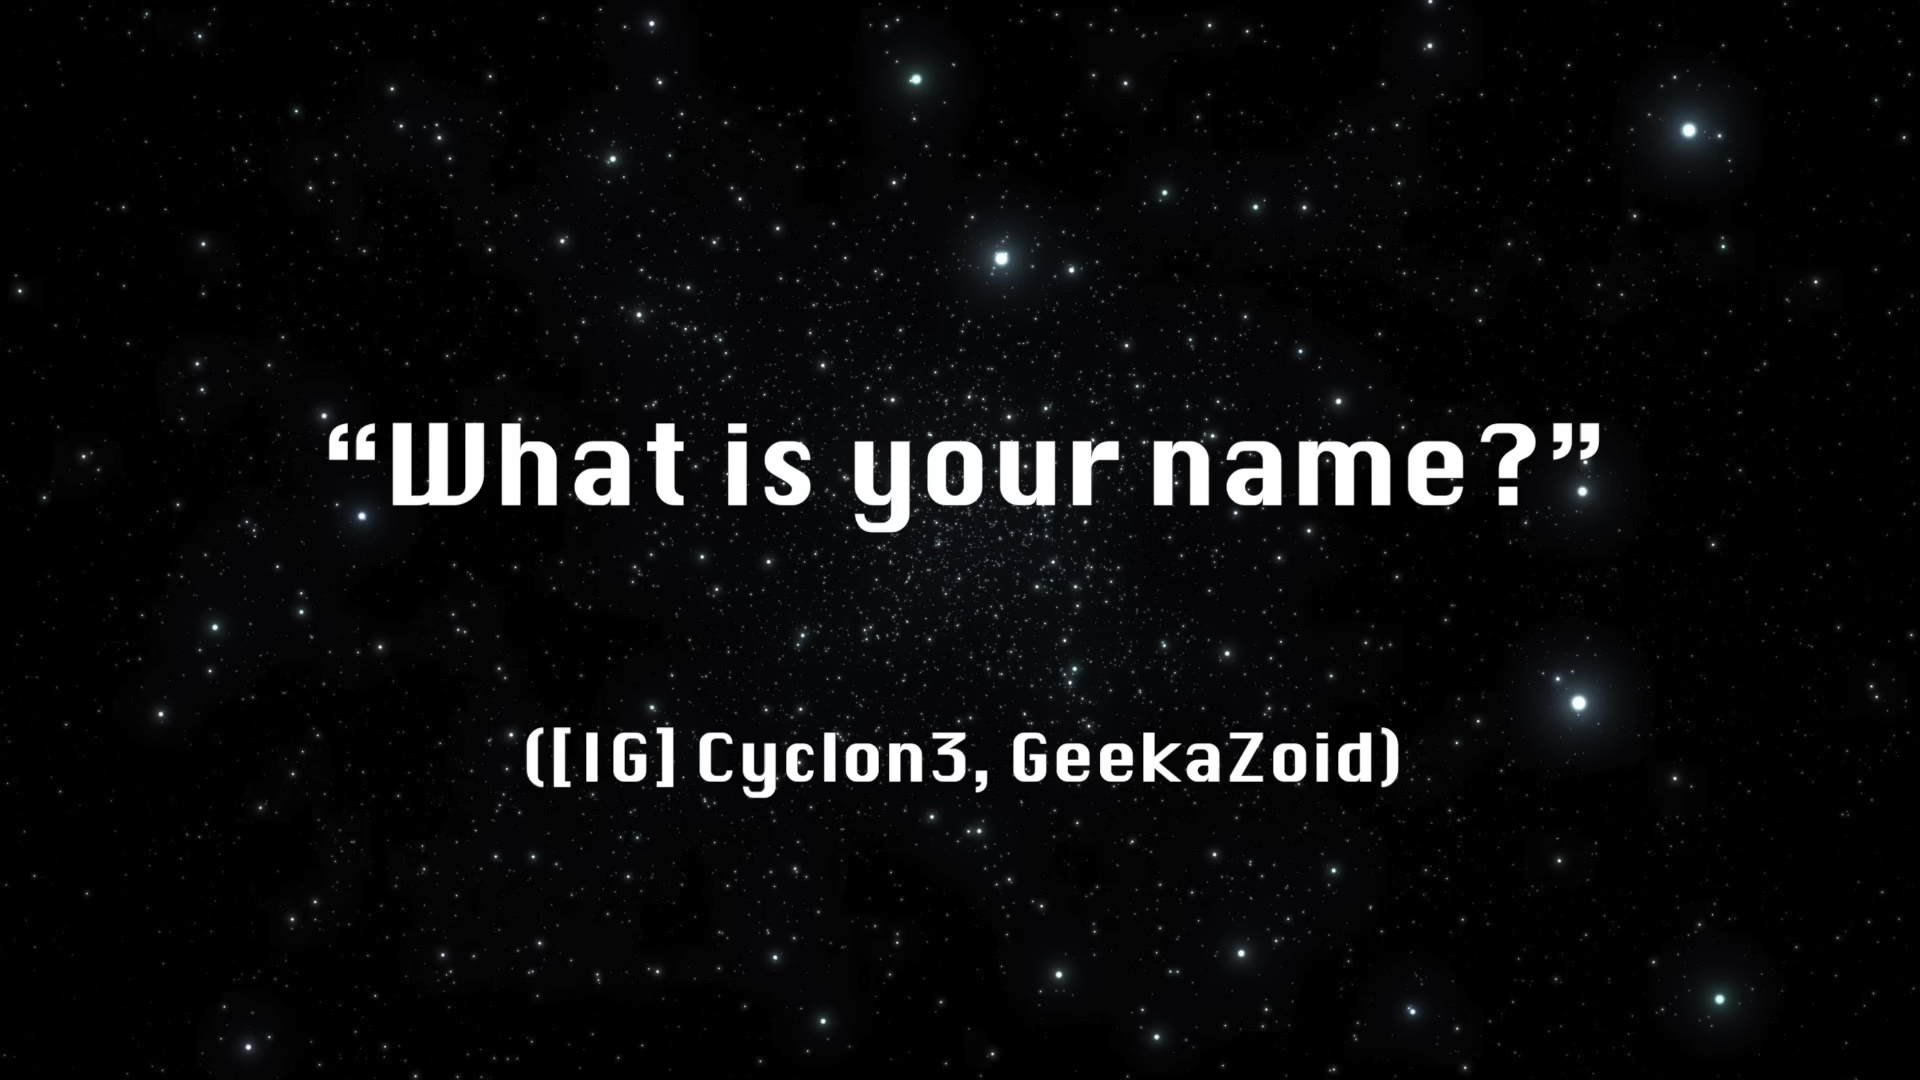 “What is your name?”
([IG] Cyclon3, GeekaZoid)